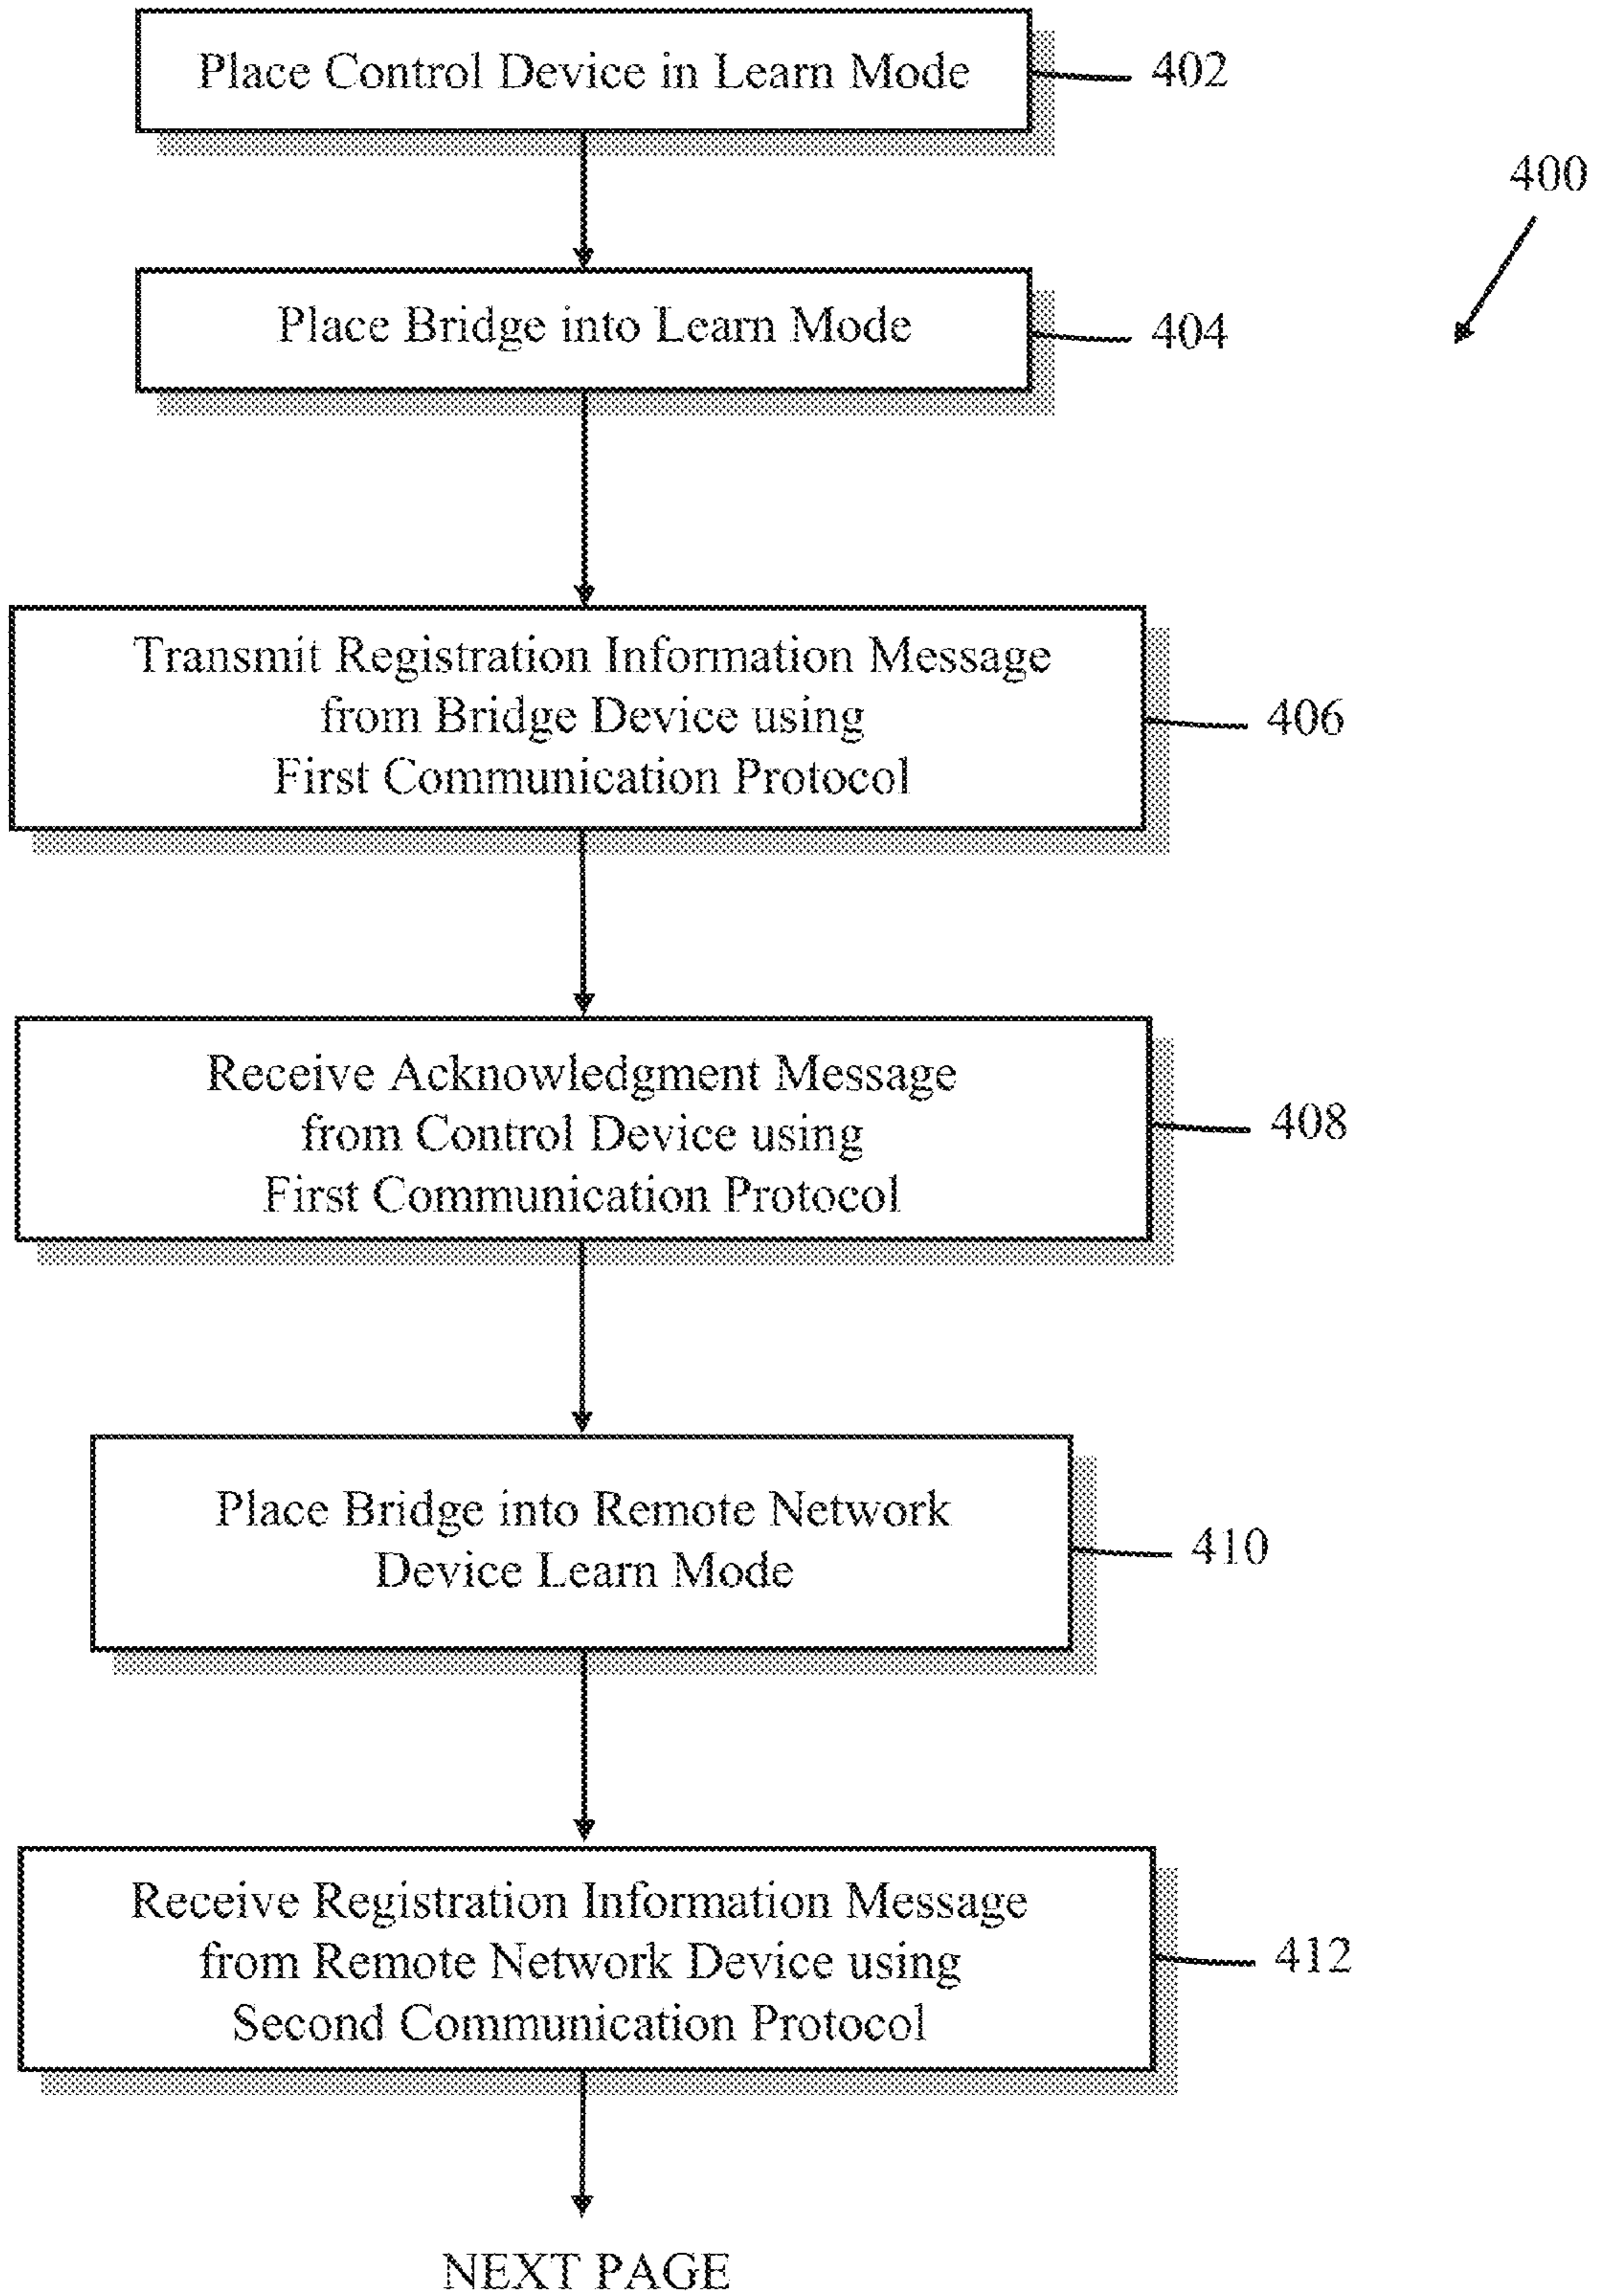 Place Control Device in Learn Mode
402
400
Place Bridge into Learn Mode
404
Transmit Registration Information Message
from Bridge Device using
First Communication Protocol
406
Receive Acknowledgment Message
from Control Device using
First Communication Protocol
408
Place Bridge into Remote Network
Device Learn Mode
410
Receive Registration Information Message
from Remote Network Device using
Second Communication Protocol
412
NEXT PAGE